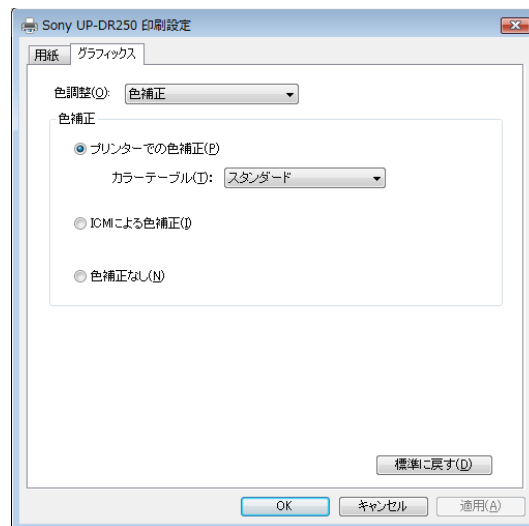 Sony UP-DR250 印刷設定
用紙 グラフィックス
色調整(O): 色補正
色補正
プリンターでの色補正(P)
カラーテーブル(T): スタンダード
ICMによる色補正(I)
色補正なし(N)
標準に戻す(D)
OK キャンセル 適用(A)